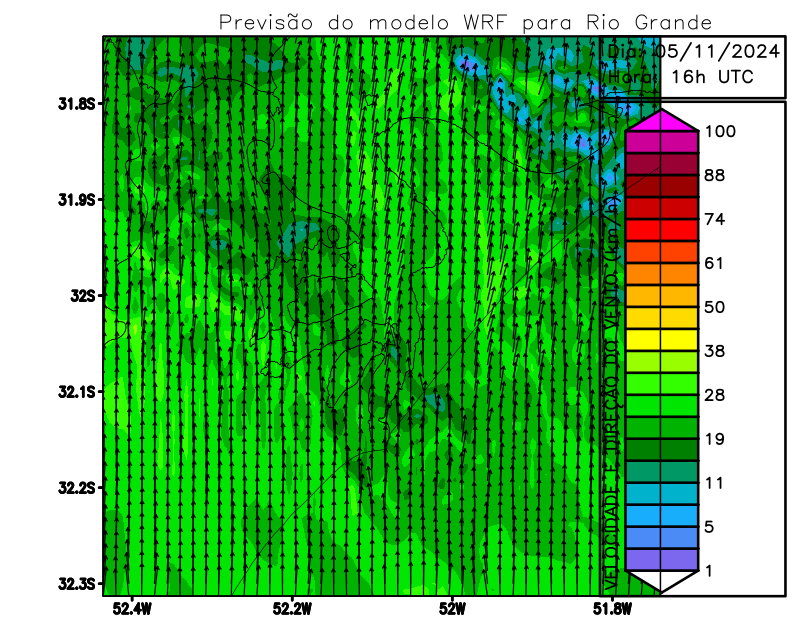 Previsão do modelo WRF para Rio Grande
Dia: 05/11/2024
Hora: 16h UTC
31.8S
31.9S
32S
32.1S
32.2S
32.3S
52.4W
52.2W
52W
51.8W
VELOCIDADE E DIREÇÃO DO VENTO (km/h)
100
88
74
61
50
38
28
19
11
5
1